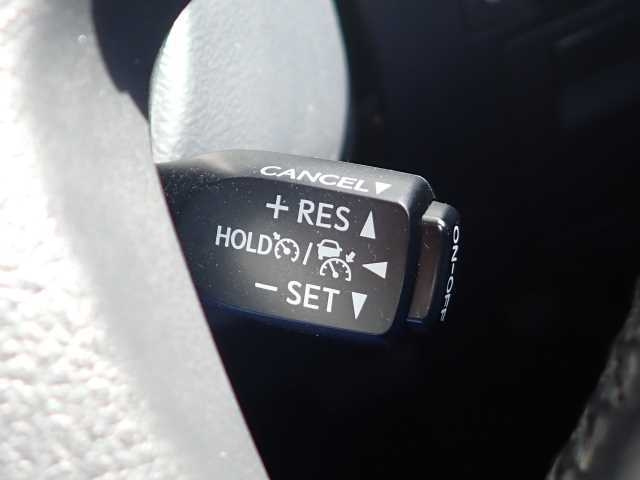 CANCEL▼
+ RES ▲
HOLD / ◀
− SET ▼
ON-OFF